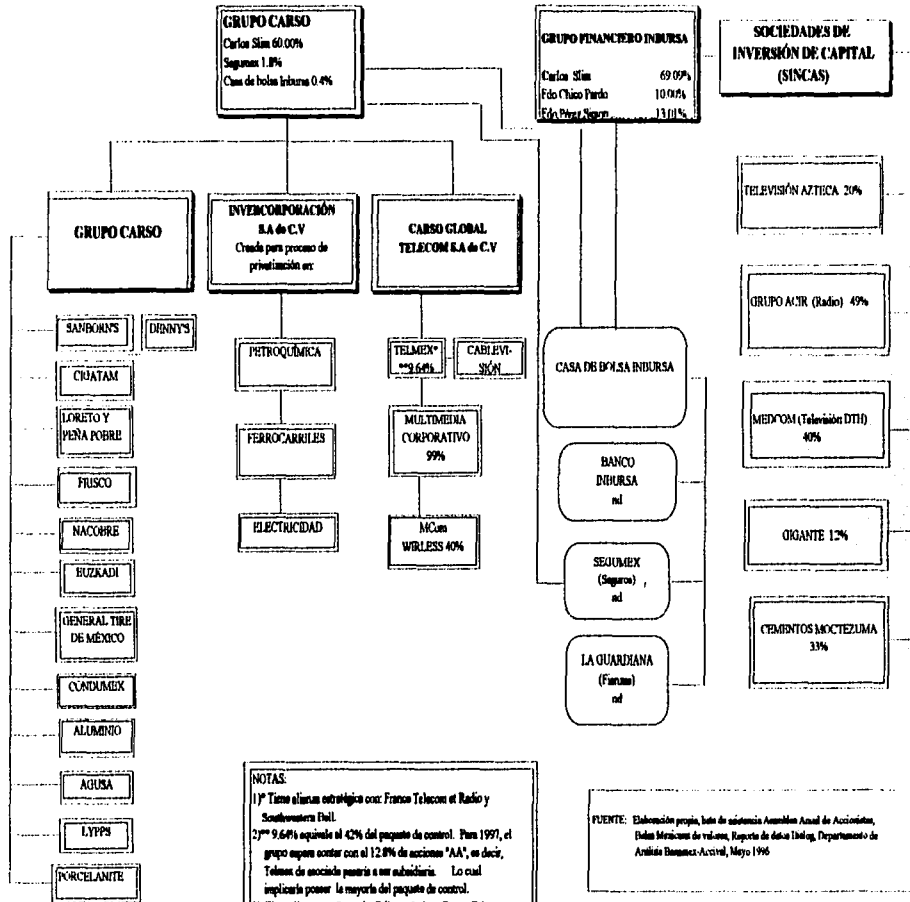 GRUPO CARSO
Carlos Slim 60.00%
Segumex 1.8%
Casa de bolsa Inbursa 0.4%
GRUPO FINANCIERO INBURSA
Carlos Slim 69.09%
Fdo Chico Pardo 10.00%
Fdo Pérez 13.01%
SOCIEDADES DE
INVERSIÓN DE CAPITAL
(SINCAS)
GRUPO CARSO
INVERCORPORACIÓN
S.A de C.V
Creada para proceso de
privatización en:
CARSO GLOBAL
TELECOM S.A de C.V
SANBORN'S
DENNY'S
CIGATAM
LORETO Y
PEÑA POBRE
FRISCO
NACOBRE
EUZKADI
GENERAL TIRE
DE MÉXICO
CONDUMEX
ALUMINIO
AGUSA
LYPPS
PORCELANITE
PETROQUÍMICA
FERROCARRILES
ELECTRICIDAD
TELMEX*
**9.64%
CABLEVI-
SIÓN
MULTIMEDIA
CORPORATIVO
99%
MCom
WIRLESS 40%
CASA DE BOLSA INBURSA
BANCO
INBURSA
nd
SEGUMEX
(Seguros) ,
nd
LA GUARDIANA
(Fianzas)
nd
TELEVISIÓN AZTECA 20%
GRUPO ACIR (Radio) 49%
MEDCOM (Televisión DTH)
40%
GIGANTE 12%
CEMENTOS MOCTEZUMA
33%
NOTAS:
1)* Tiene alianza estratégica con: France Telecom et Radio y
Southwestern Bell.
2)** 9.64% equivale al 42% del paquete de control. Para 1997, el
grupo espera contar con el 12.8% de acciones "AA", es decir,
Telmex de asociada pasaría a ser subsidiaria. Lo cual
implicaría poseer la mayoría del paquete de control.
FUENTE: Elaboración propia, lista de asistencia Asamblea Anual de Accionistas,
Bolsa Mexicana de valores, Reporte de datos Departamento de
Análisis Banamex-Accival, Mayo 1996